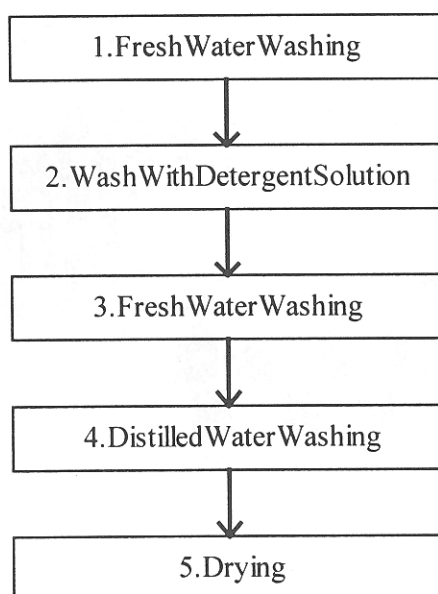 1.FreshWaterWashing
2.WashWithDetergentSolution
3.FreshWaterWashing
4.DistilledWaterWashing
5.Drying